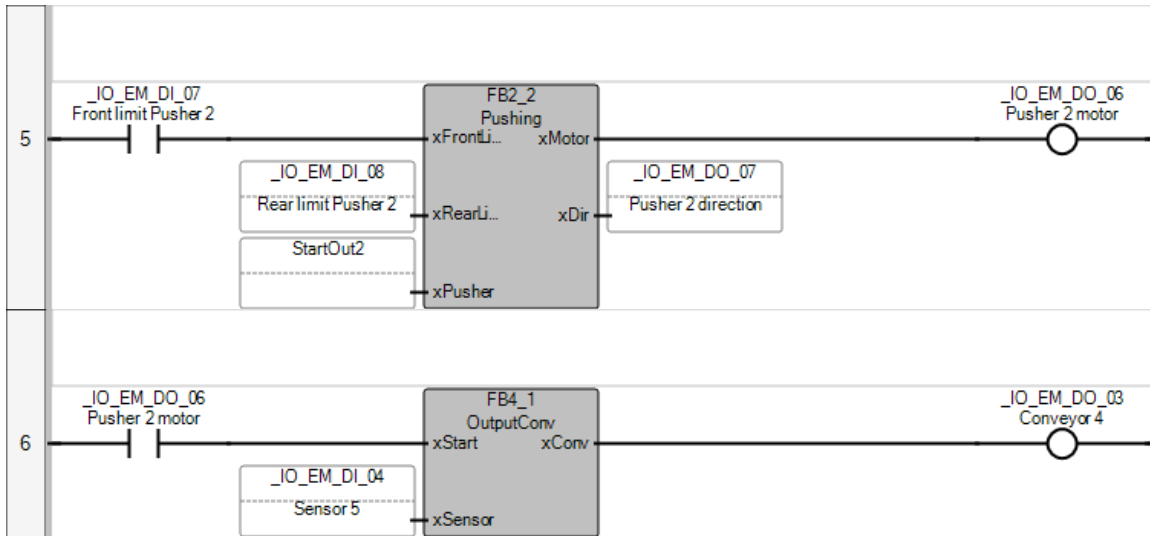 5
_IO_EM_DI_07
Front limit Pusher 2
FB2_2
Pushing
_IO_EM_DO_06
Pusher 2 motor
xFrontLi...
xMotor
_IO_EM_DI_08
Rear limit Pusher 2
_IO_EM_DO_07
Pusher 2 direction
xRearLi...
xDir
StartOut2
xPusher
6
_IO_EM_DO_06
Pusher 2 motor
FB4_1
OutputConv
_IO_EM_DO_03
Conveyor 4
xStart
xConv
_IO_EM_DI_04
Sensor 5
xSensor